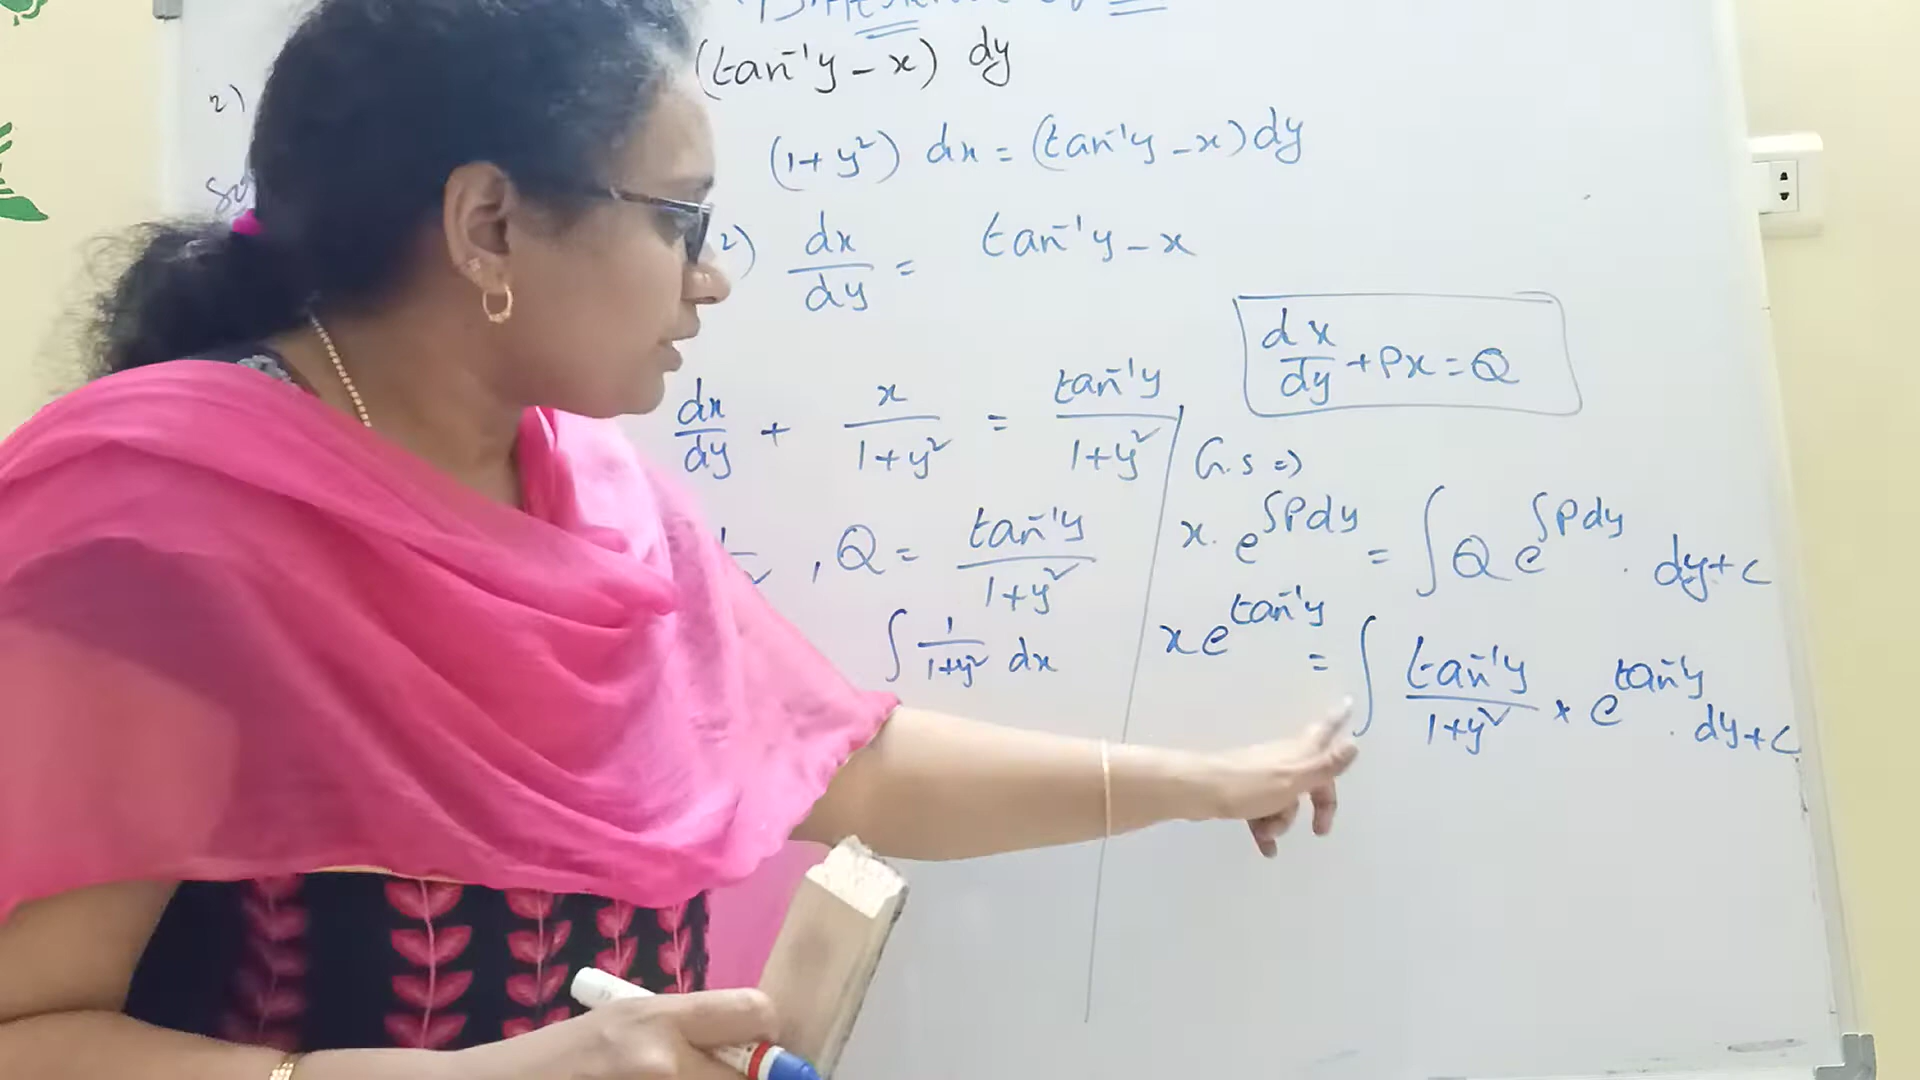 2) (tan⁻¹y – x) dy
(1+y²) dx = (tan⁻¹y – x) dy
2) dx/dy = tan⁻¹y – x
dx/dy + x/1+y² = tan⁻¹y/1+y²
, Q = tan⁻¹y/1+y²
∫ 1/1+y² dx
dx/dy + Px = Q
G.S ⇒
x. e^∫Pdy = ∫ Q e^∫Pdy . dy + c
x e^tan⁻¹y = ∫ tan⁻¹y/1+y² × e^tan⁻¹y . dy + c